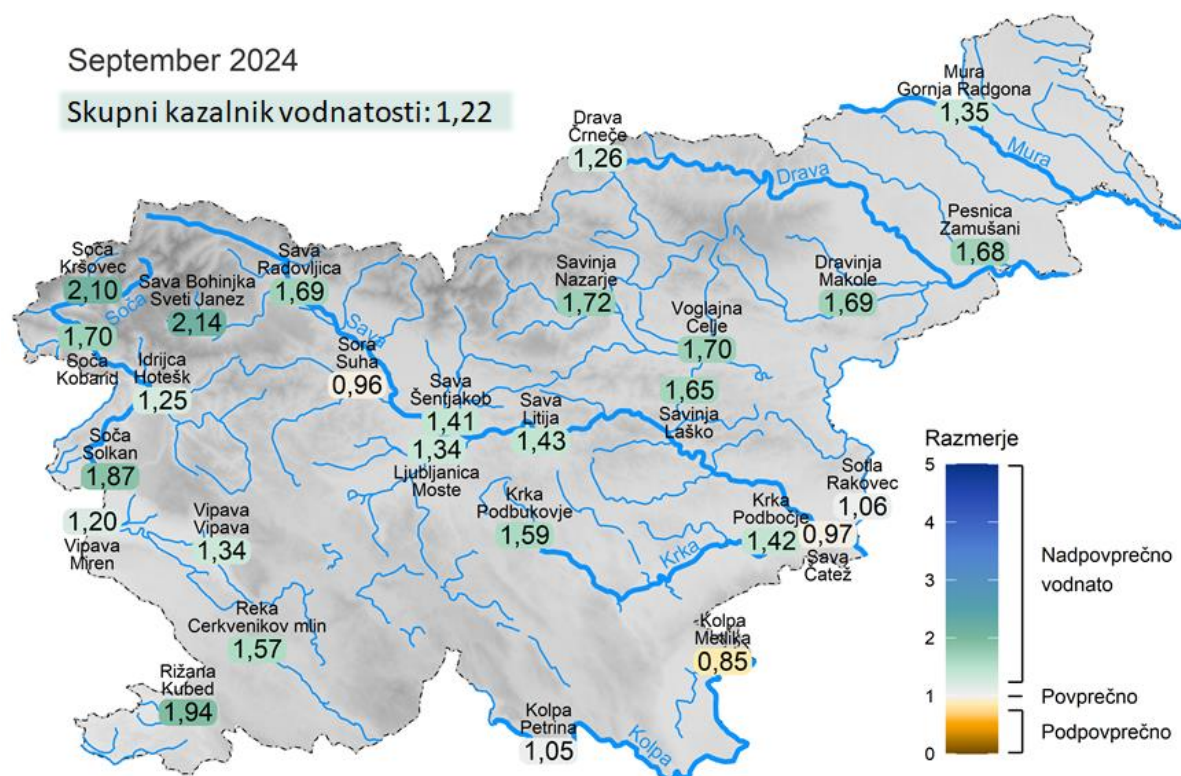 September 2024
Skupni kazalnik vodnatosti: 1,22
Mura
Gornja Radgona
1,35
Mura
Drava
Črneče
1,26
Drava
Pesnica
Zamušani
1,68
Soča
Kršovec
2,10
Soča
Sava Bohinjka
Sveti Janez
2,14
Sava
Radovljica
1,69
Sava
Savinja
Nazarje
1,72
Dravinja
Makole
1,69
Voglajna
Celje
1,70
1,70
Soča
Kobarid
Idrijca
Hotešk
1,25
Sora
Suha
0,96
Sava
Šentjakob
1,41
Sava
Litija
1,43
1,65
Savinja
Laško
1,34
Ljubljanica
Moste
Soča
Solkan
1,87
1,20
Vipava
Miren
Vipava
Vipava
1,34
Krka
Podbukovje
1,59
Krka
Krka
Podbočje
1,42
Sotla
Rakovec
1,06
0,97
Sava
Čatež
Reka
Cerkvenikov mlin
1,57
Rižana
Kubed
1,94
Kolpa
Metlika
0,85
Kolpa
Petrina
1,05
Kolpa
Razmerje
5
4
3
2
1
0
Nadpovprečno
vodnato
Povprečno
Podpovprečno